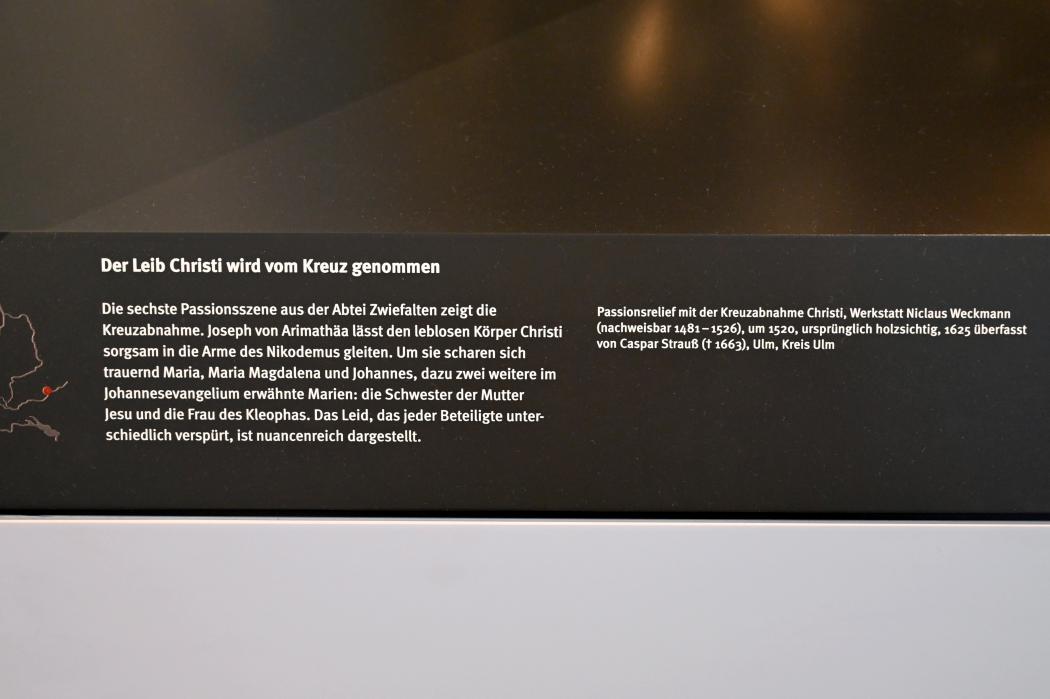 Der Leib Christi wird vom Kreuz genommen
Die sechste Passionsszene aus der Abtei Zwiefalten zeigt die
Kreuzabnahme. Joseph von Arimathäa lässt den leblosen Körper Christi
sorgsam in die Arme des Nikodemus gleiten. Um sie scharen sich
trauernd Maria, Maria Magdalena und Johannes, dazu zwei weitere im
Johannesevangelium erwähnte Marien: die Schwester der Mutter
Jesu und die Frau des Kleophas. Das Leid, das jeder Beteiligte unter-
schiedlich verspürt, ist nuancenreich dargestellt.
Passionsrelief mit der Kreuzabnahme Christi, Werkstatt Niclaus Weckmann
(nachweisbar 1481–1526), um 1520, ursprünglich holzsichtig, 1625 überfasst
von Caspar Strauß († 1663), Ulm, Kreis Ulm